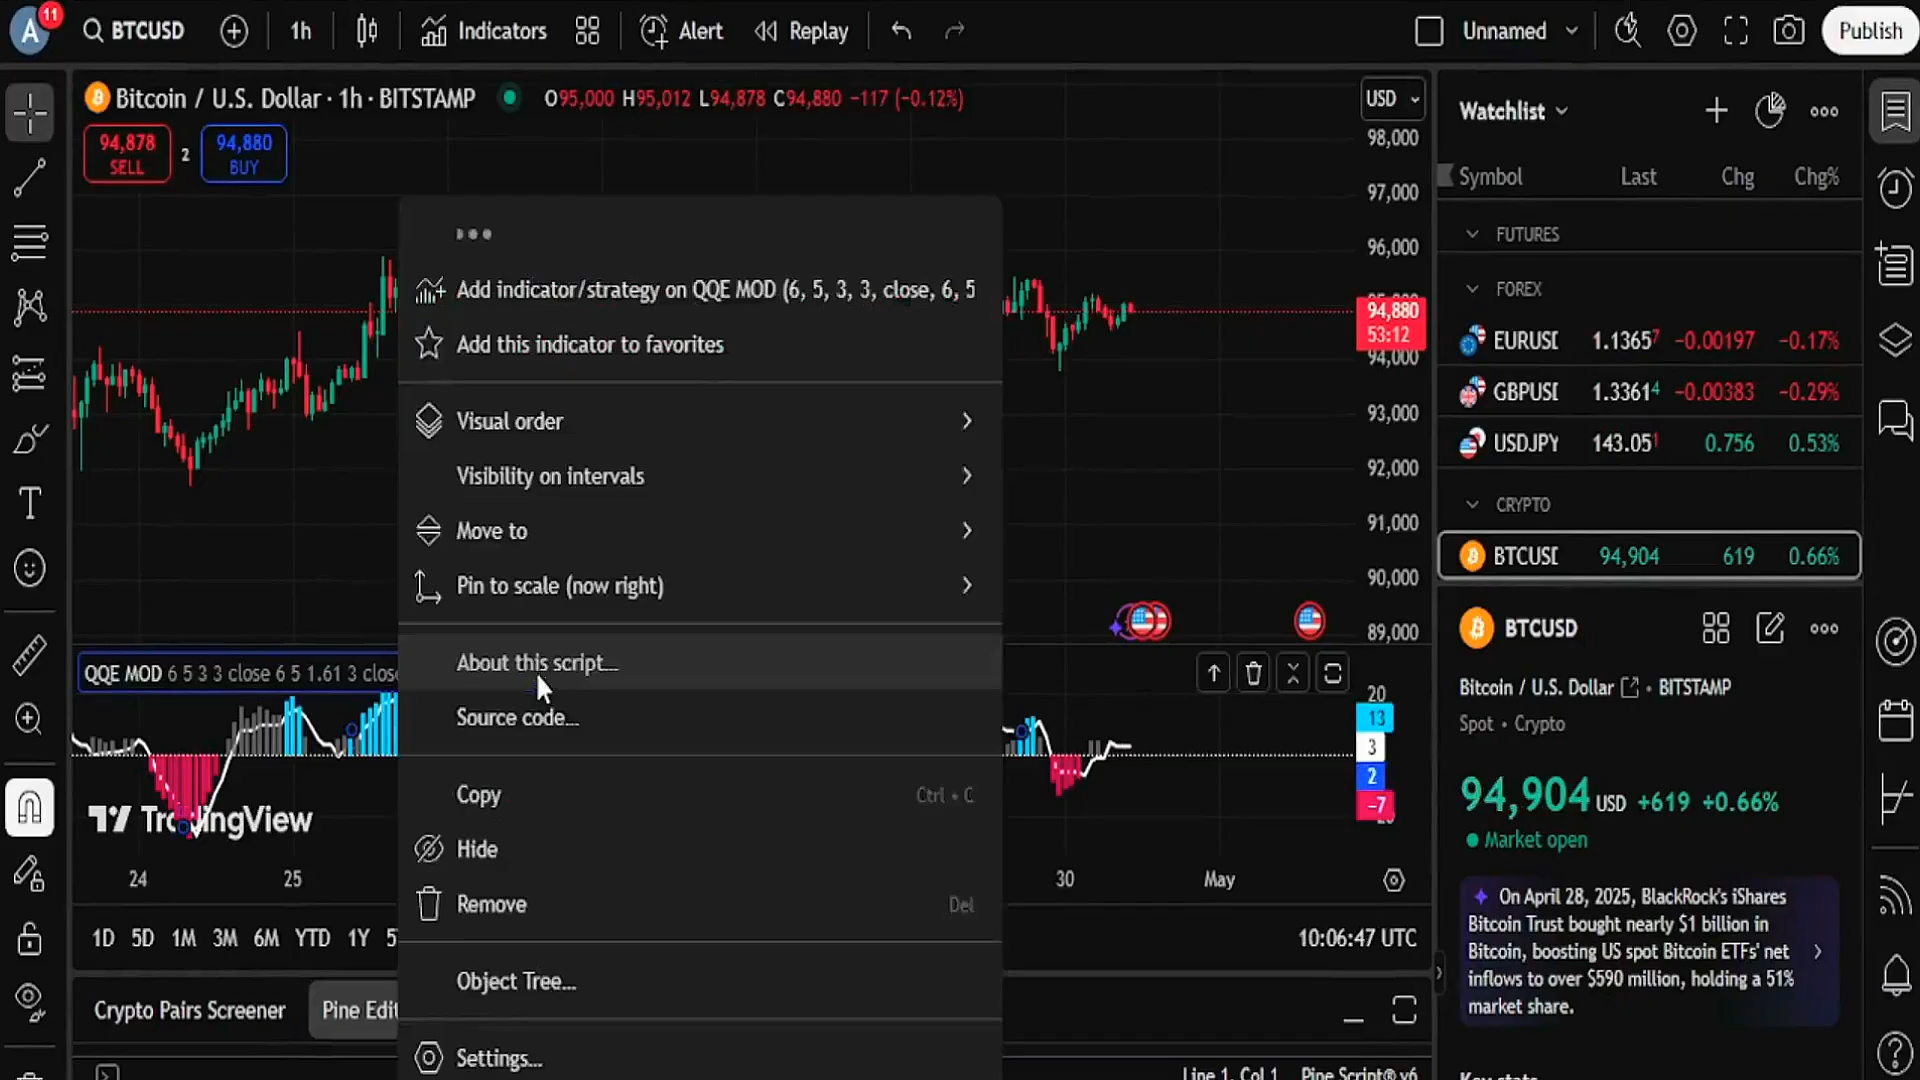 A 11 BTCUSD 1h Indicators Alert Replay Unnamed Publish
Bitcoin / U.S. Dollar · 1h · BITSTAMP O95,000 H95,012 L94,878 C94,880 −117 (−0.12%)
94,878 SELL 2 94,880 BUY
USD
98,000
97,000
96,000
94,880
53:12
94,000
93,000
92,000
91,000
90,000
89,000
Add indicator/strategy on QQE MOD (6, 5, 3, 3, close, 6, 5
Add this indicator to favorites
Visual order
Visibility on intervals
Move to
Pin to scale (now right)
About this script...
Source code...
Copy Ctrl + C
Hide
Remove Del
Object Tree...
Settings...
QQE MOD 6 5 3 3 close 6 5 1.61 3 close
20
13
3
2
−7
TradingView
24 25 30 May
1D 5D 1M 3M 6M YTD 1Y
10:06:47 UTC
Crypto Pairs Screener Pine Edit
Line 1, Col 1 Pine Script® v6
Watchlist
Symbol Last Chg Chg%
FUTURES
FOREX
EURUSD 1.13657 −0.00197 −0.17%
GBPUSD 1.33614 −0.00383 −0.29%
USDJPY 143.051 0.756 0.53%
CRYPTO
BTCUSD 94,904 619 0.66%
BTCUSD
Bitcoin / U.S. Dollar · BITSTAMP
Spot · Crypto
94,904 USD +619 +0.66%
Market open
On April 28, 2025, BlackRock's iShares
Bitcoin Trust bought nearly $1 billion in
Bitcoin, boosting US spot Bitcoin ETFs' net
inflows to over $590 million, holding a 51%
market share.
Key stats